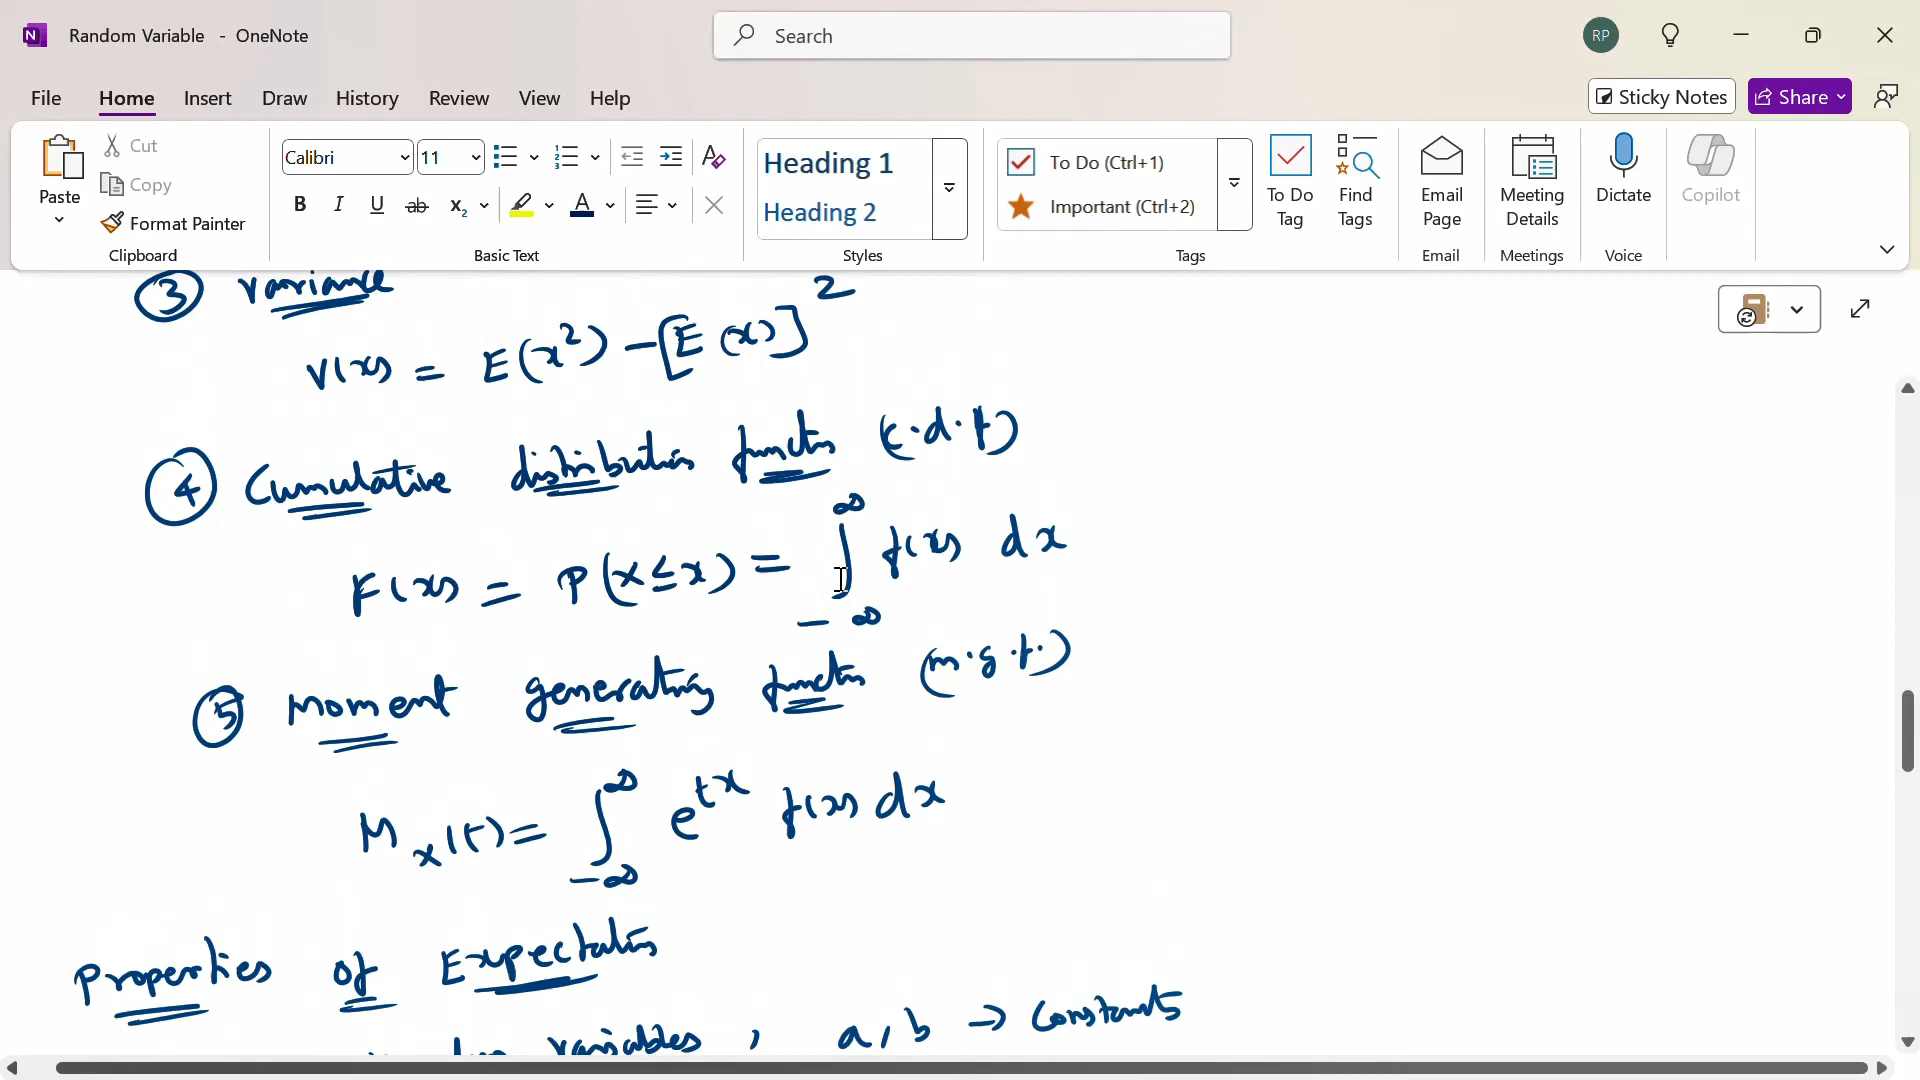 Random Variable - OneNote
Search
RP
File Home Insert Draw History Review View Help
Sticky Notes Share
Paste Cut Copy Format Painter
Clipboard
Calibri 11
B I U ab x₂ A
Basic Text
Heading 1
Heading 2
Styles
To Do (Ctrl+1)
Important (Ctrl+2)
To Do Tag
Find Tags
Tags
Email Page
Email
Meeting Details
Meetings
Dictate
Voice
Copilot
③ Variance
V(x) = E(x²) - [E(x)]²
④ Cumulative distribution function (c.d.f)
F(x) = P(X ≤ x) = ∫_{-∞}^{∞} f(x) dx
⑤ Moment generating function (m.g.f.)
M_x(t) = ∫_{-∞}^{∞} e^{tx} f(x) dx
Properties of Expectation
variables, a, b → Constants